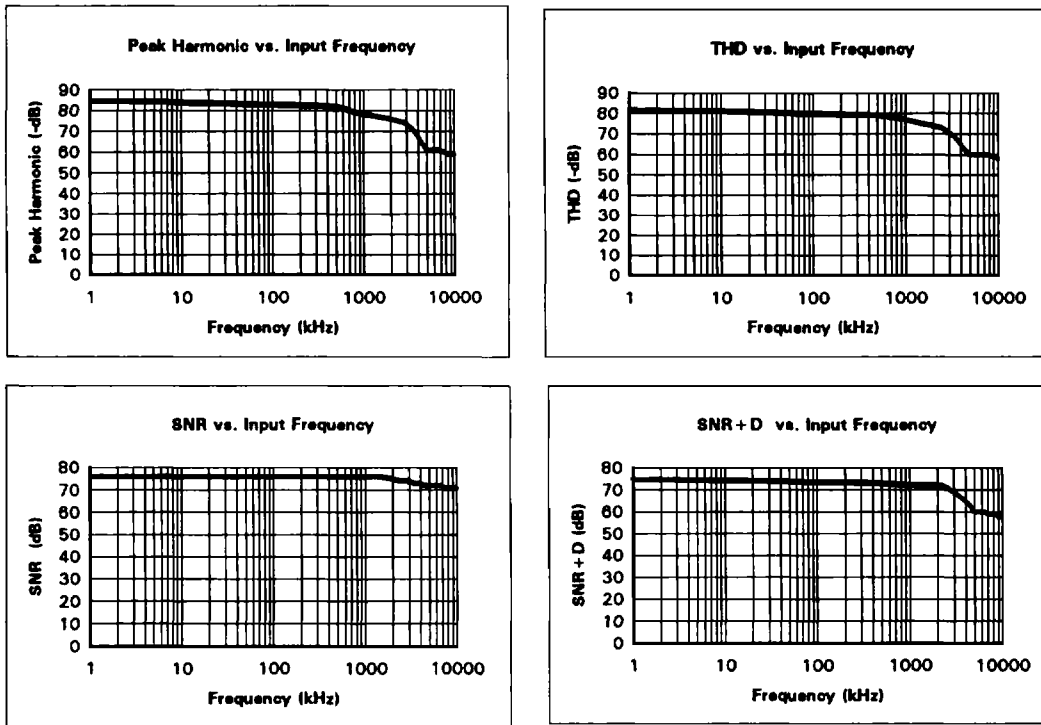 Peak Harmonic vs. Input Frequency
Peak Harmonic (-dB)
90
80
70
60
50
40
30
20
10
0
1 10 100 1000 10000
Frequency (kHz)
THD vs. Input Frequency
THD (-dB)
90
80
70
60
50
40
30
20
10
0
1 10 100 1000 10000
Frequency (kHz)
SNR vs. Input Frequency
SNR (dB)
80
70
60
50
40
30
20
10
0
1 10 100 1000 10000
Frequency (kHz)
SNR+D vs. Input Frequency
SNR+D (dB)
80
70
60
50
40
30
20
10
0
1 10 100 1000 10000
Frequency (kHz)